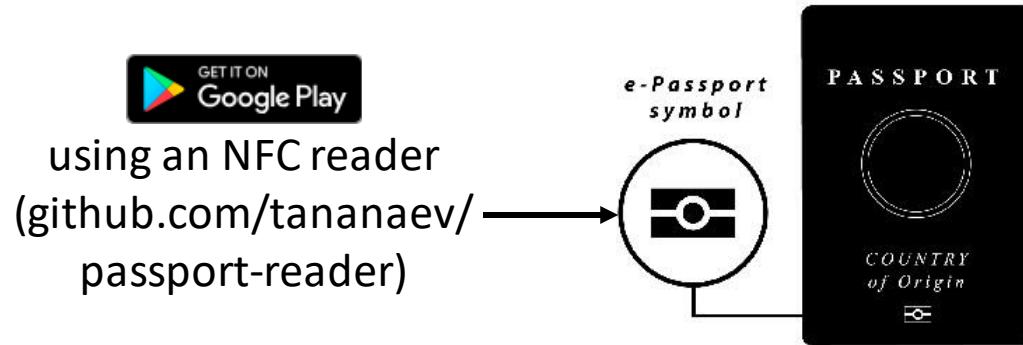 GET IT ON
Google Play
using an NFC reader
(github.com/tananaev/
passport-reader)
e-Passport
symbol
PASSPORT
COUNTRY
of Origin